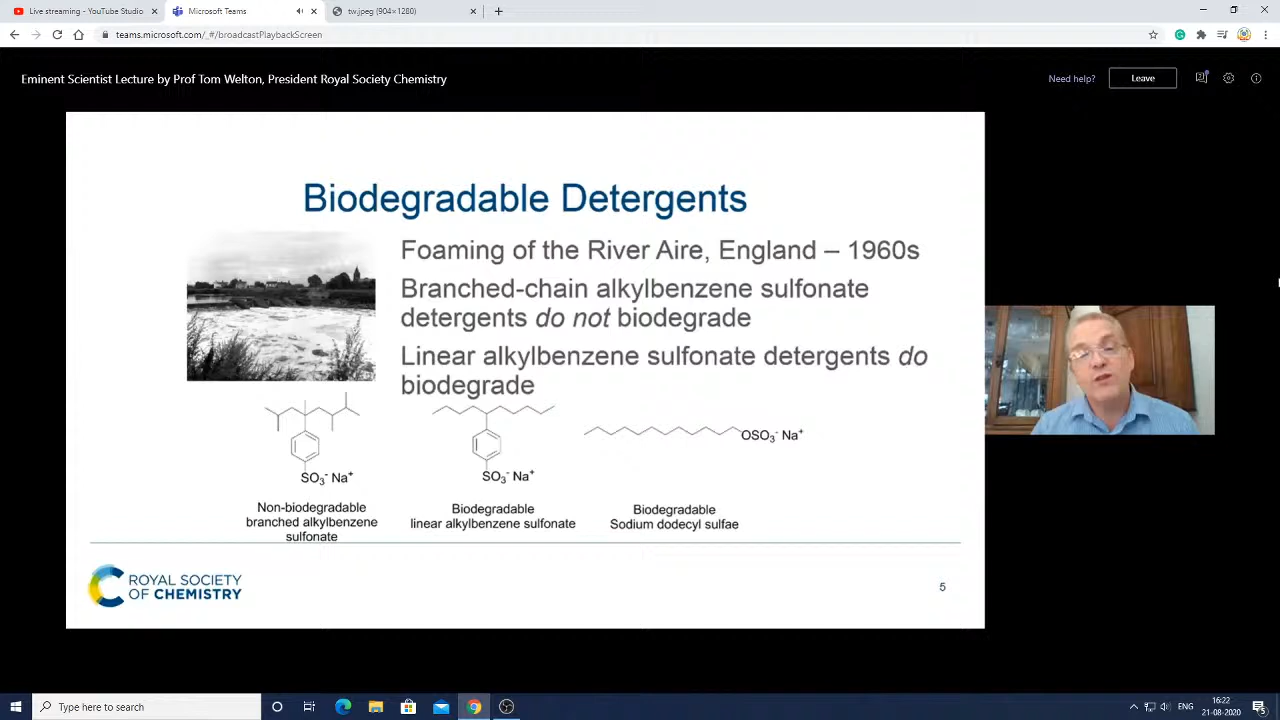 Live streaming - YouTube Studio
Microsoft Teams
tw.jpeg (904×1280)
teams.microsoft.com/_#/broadcastPlaybackScreen
Eminent Scientist Lecture by Prof Tom Welton, President Royal Society Chemistry
Need help?
Leave
Biodegradable Detergents
Foaming of the River Aire, England – 1960s
Branched-chain alkylbenzene sulfonate
detergents do not biodegrade
Linear alkylbenzene sulfonate detergents do
biodegrade
OSO₃⁻ Na⁺
SO₃⁻ Na⁺
SO₃⁻ Na⁺
Non-biodegradable
branched alkylbenzene
sulfonate
Biodegradable
linear alkylbenzene sulfonate
Biodegradable
Sodium dodecyl sulfae
ROYAL SOCIETY
OF CHEMISTRY
5
Type here to search
ENG
16:22
21-08-2020